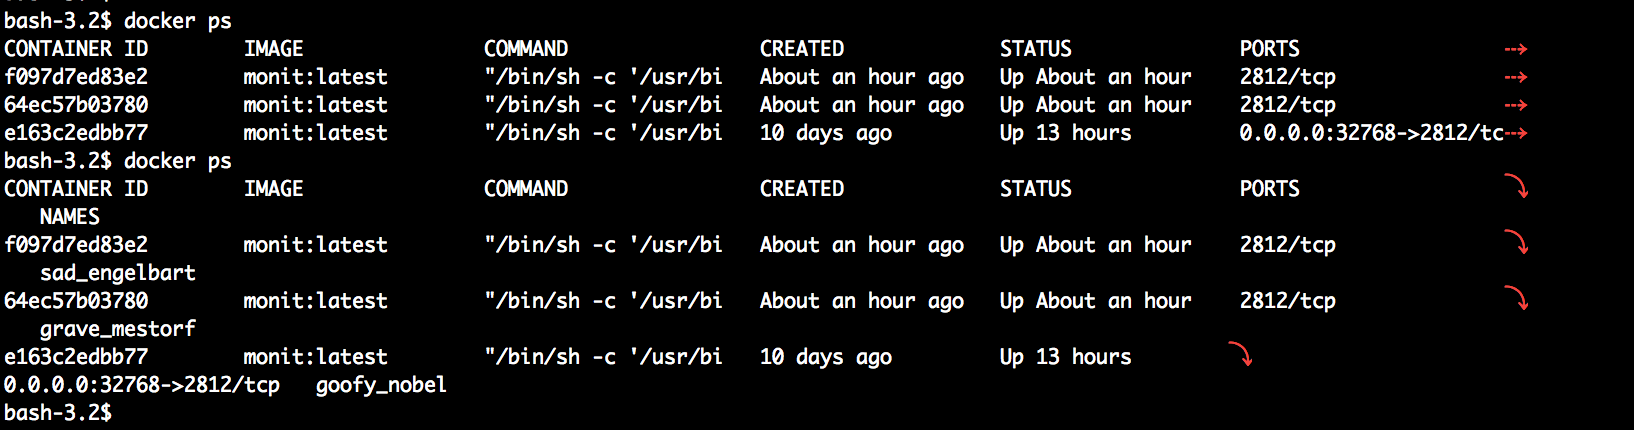 bash-3.2$ docker ps
CONTAINER ID        IMAGE               COMMAND                CREATED             STATUS              PORTS                 ⇢
f097d7ed83e2        monit:latest        "/bin/sh -c '/usr/bi   About an hour ago   Up About an hour    2812/tcp              ⇢
64ec57b03780        monit:latest        "/bin/sh -c '/usr/bi   About an hour ago   Up About an hour    2812/tcp              ⇢
e163c2edbb77        monit:latest        "/bin/sh -c '/usr/bi   10 days ago         Up 13 hours         0.0.0.0:32768->2812/tc⇢
bash-3.2$ docker ps
CONTAINER ID        IMAGE               COMMAND                CREATED             STATUS              PORTS                 ⤵
   NAMES
f097d7ed83e2        monit:latest        "/bin/sh -c '/usr/bi   About an hour ago   Up About an hour    2812/tcp              ⤵
   sad_engelbart
64ec57b03780        monit:latest        "/bin/sh -c '/usr/bi   About an hour ago   Up About an hour    2812/tcp              ⤵
   grave_mestorf
e163c2edbb77        monit:latest        "/bin/sh -c '/usr/bi   10 days ago         Up 13 hours        ⤵
0.0.0.0:32768->2812/tcp   goofy_nobel
bash-3.2$